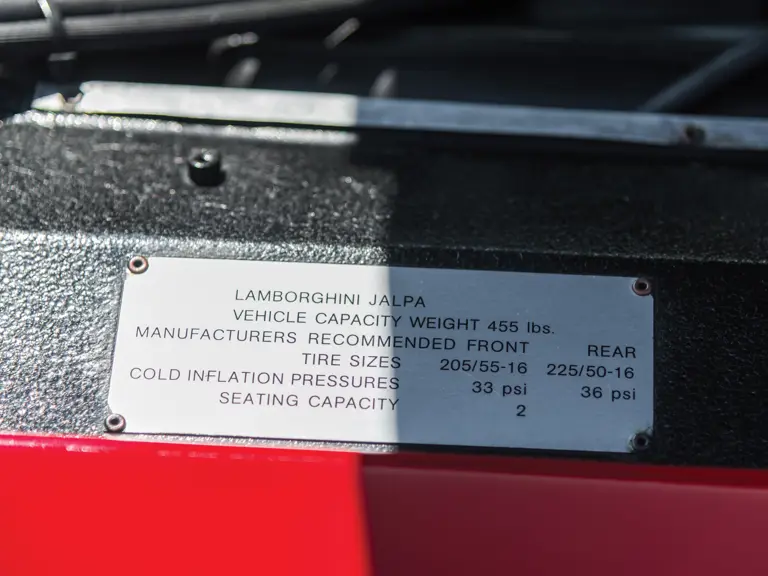 LAMBORGHINI JALPA
VEHICLE CAPACITY WEIGHT 455 lbs.
MANUFACTURERS RECOMMENDED FRONT REAR
TIRE SIZES 205/55-16 225/50-16
COLD INFLATION PRESSURES 33 psi 36 psi
SEATING CAPACITY 2